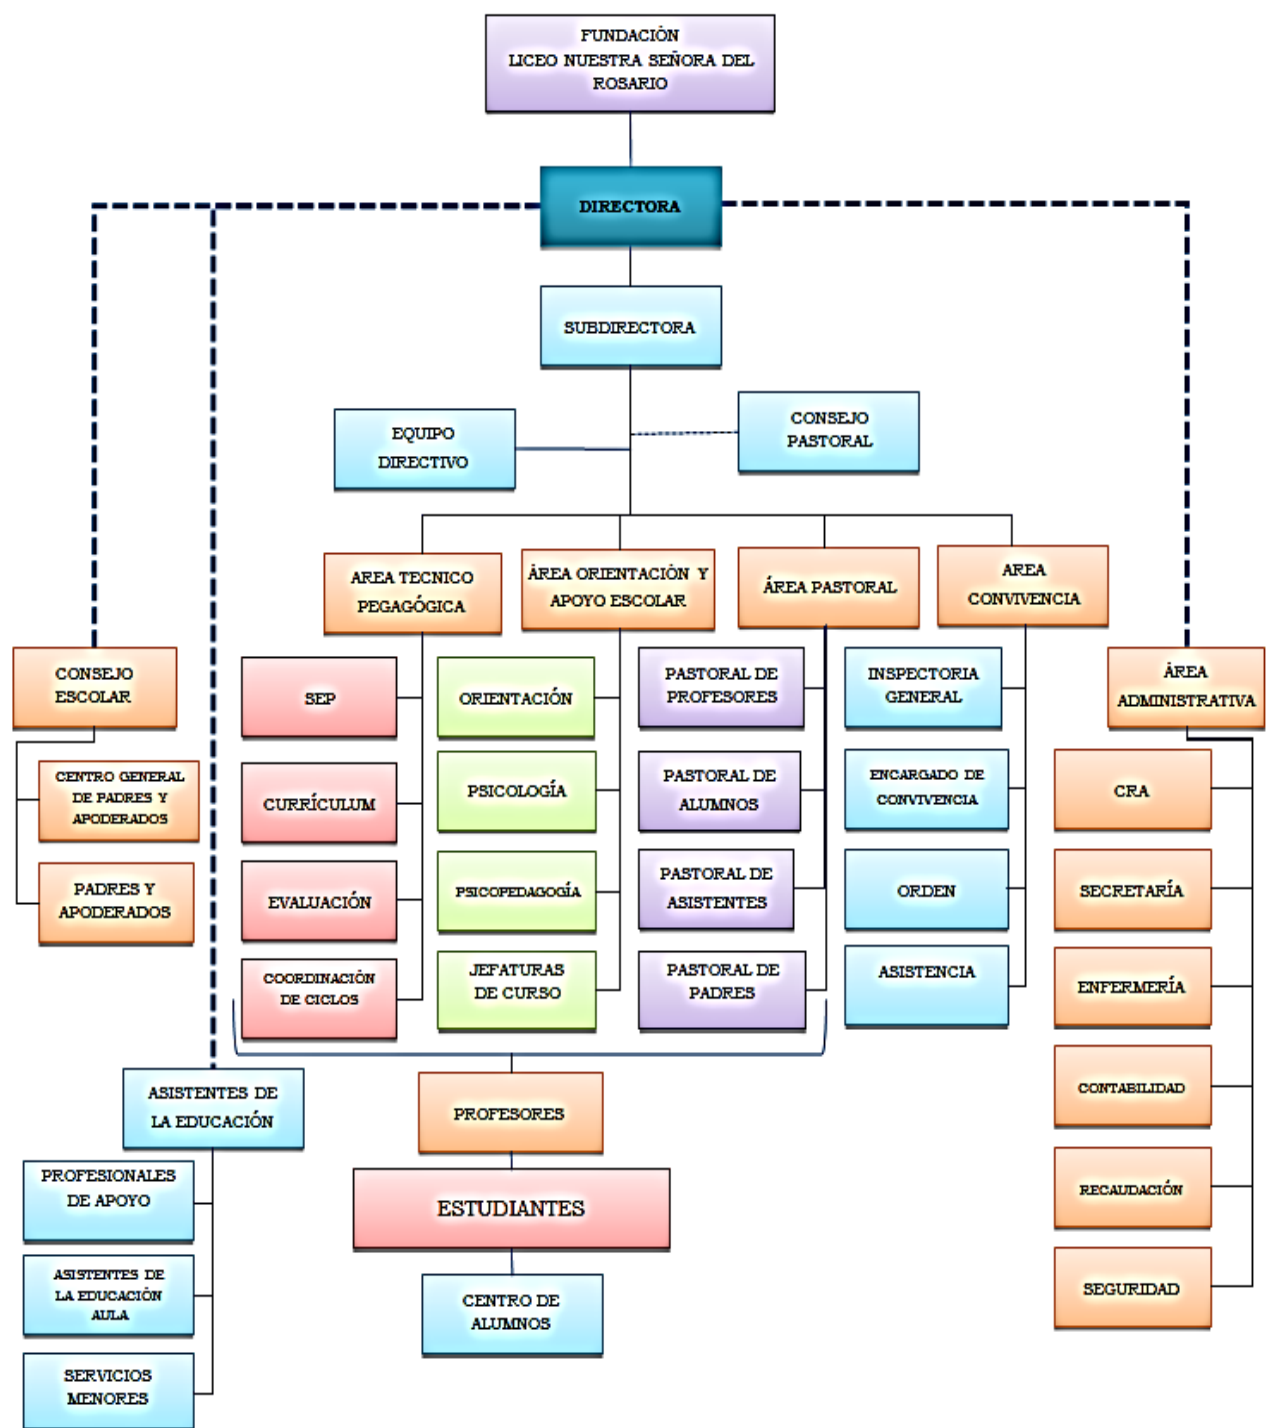 FUNDACIÓN
LICEO NUESTRA SEÑORA DEL
ROSARIO
DIRECTORA
SUBDIRECTORA
EQUIPO
DIRECTIVO
CONSEJO
PASTORAL
AREA TECNICO
PEGAGÓGICA
ÁREA ORIENTACIÓN Y
APOYO ESCOLAR
ÁREA PASTORAL
AREA
CONVIVENCIA
CONSEJO
ESCOLAR
CENTRO GENERAL
DE PADRES Y
APODERADOS
PADRES Y
APODERADOS
SEP
CURRÍCULUM
EVALUACIÓN
COORDINACIÓN
DE CICLOS
ORIENTACIÓN
PSICOLOGÍA
PSICOPEDAGOGÍA
JEFATURAS
DE CURSO
PASTORAL DE
PROFESORES
PASTORAL DE
ALUMNOS
PASTORAL DE
ASISTENTES
PASTORAL DE
PADRES
INSPECTORIA
GENERAL
ENCARGADO DE
CONVIVENCIA
ORDEN
ASISTENCIA
ÁREA
ADMINISTRATIVA
CRA
SECRETARÍA
ENFERMERÍA
CONTABILIDAD
RECAUDACIÓN
SEGURIDAD
ASISTENTES DE
LA EDUCACIÓN
PROFESIONALES
DE APOYO
ASISTENTES DE
LA EDUCACIÓN
AULA
SERVICIOS
MENORES
PROFESORES
ESTUDIANTES
CENTRO DE
ALUMNOS